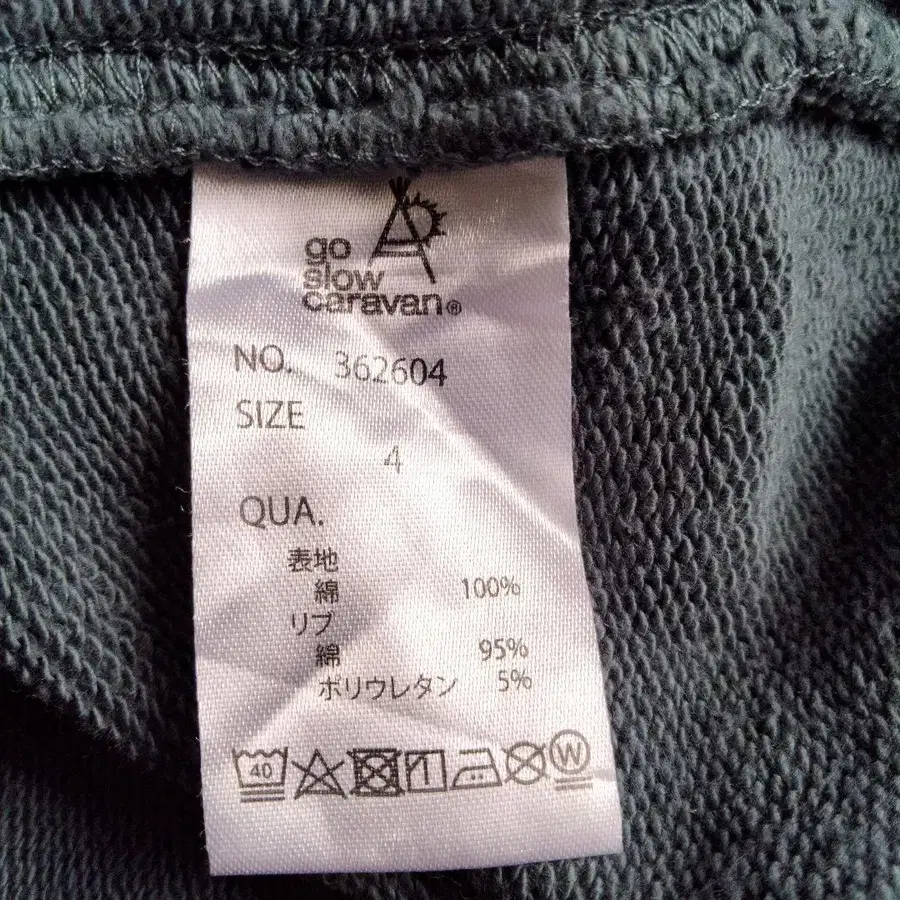 go
slow
caravan®
NO. 362604
SIZE
4
QUA.
表地
綿 100%
リブ
綿 95%
ポリウレタン 5%
40 W